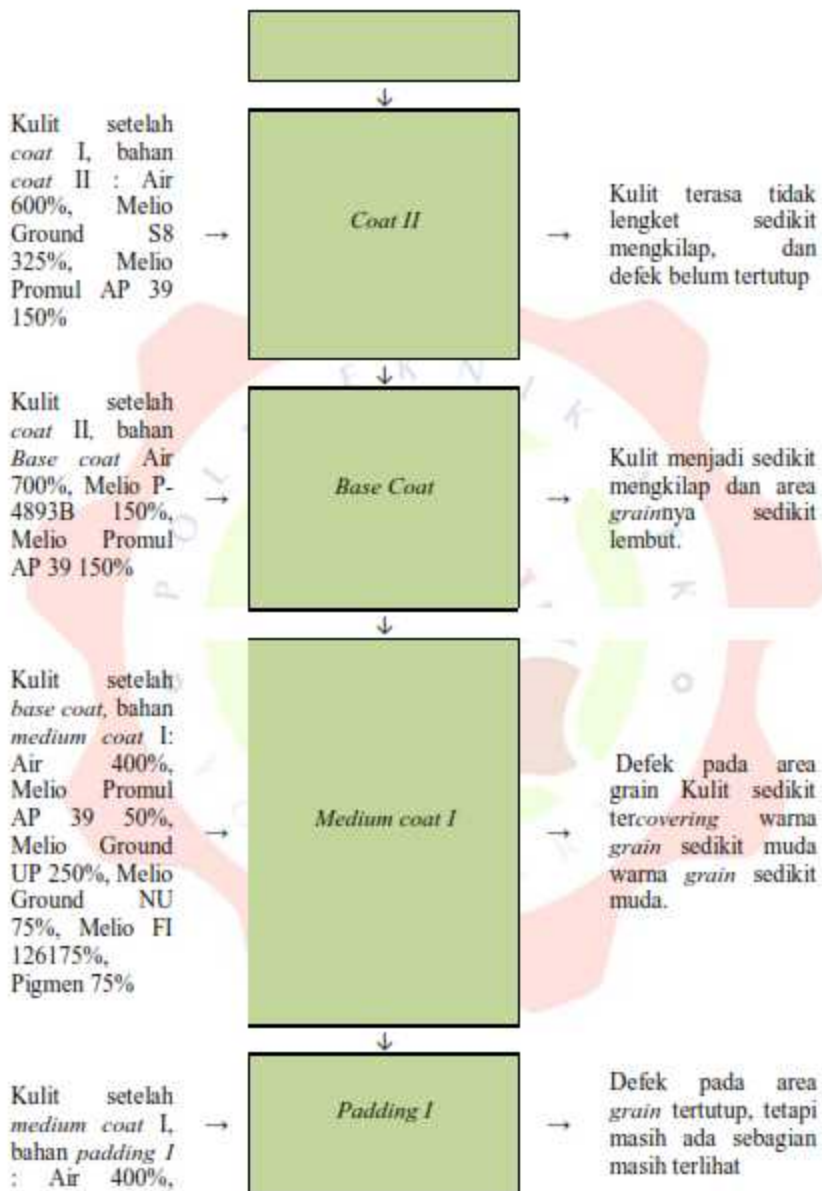 Kulit setelah
coat I, bahan
coat II : Air
600%, Melio
Ground S8
325%, Melio
Promul AP 39
150%
→
Coat II
→
Kulit terasa tidak
lengket sedikit
mengkilap, dan
defek belum tertutup
Kulit setelah
coat II, bahan
Base coat Air
700%, Melio P-
4893B 150%,
Melio Promul
AP 39 150%
→
Base Coat
→
Kulit menjadi sedikit
mengkilap dan area
grainnya sedikit
lembut.
Kulit setelah
base coat, bahan
medium coat I:
Air 400%,
Melio Promul
AP 39 50%,
Melio Ground
UP 250%, Melio
Ground NU
75%, Melio FI
126175%,
Pigmen 75%
→
Medium coat I
→
Defek pada area
grain Kulit sedikit
tercovering warna
grain sedikit muda
warna grain sedikit
muda.
Kulit setelah
medium coat I,
bahan padding I
: Air 400%,
→
Padding I
→
Defek pada area
grain tertutup, tetapi
masih ada sebagian
masih terlihat